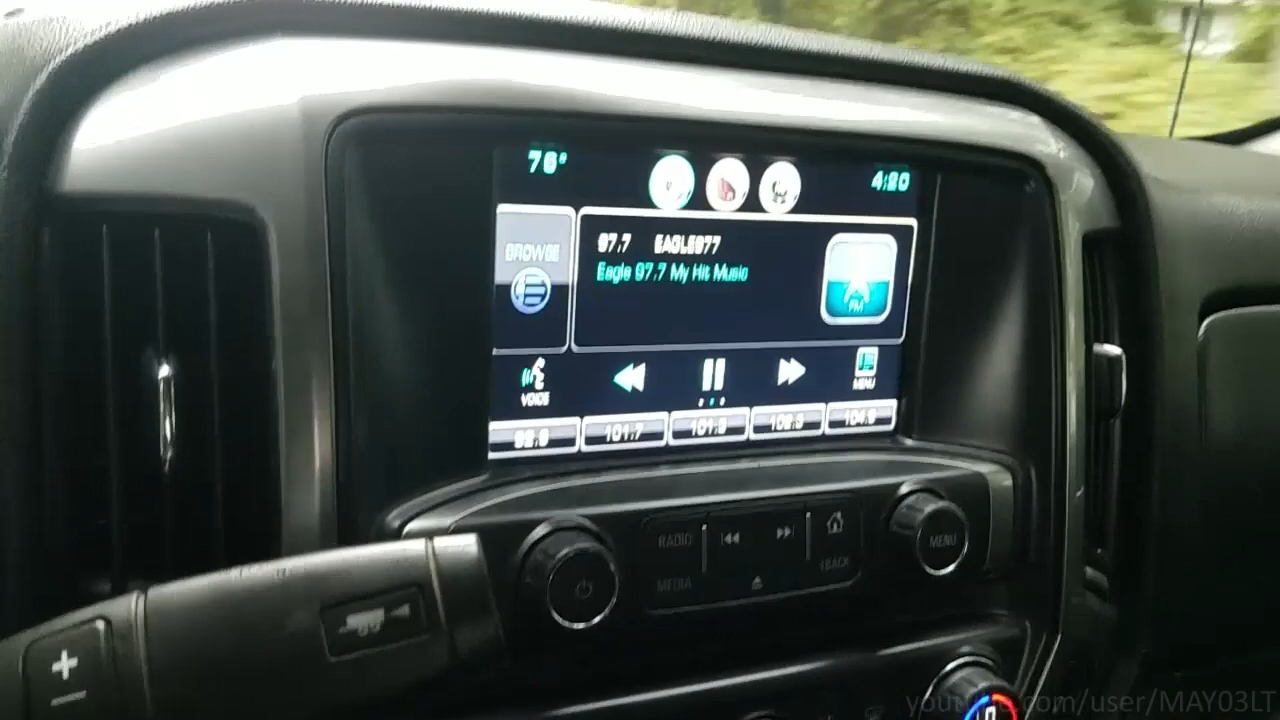 76°
4:20
BROWSE
97.7 EAGLE977
Eagle 97.7 My Hit Music
FM
VOICE
MENU
101.7
RADIO
MEDIA
BACK
MENU
+
−
youtube.com/user/MAY03LT